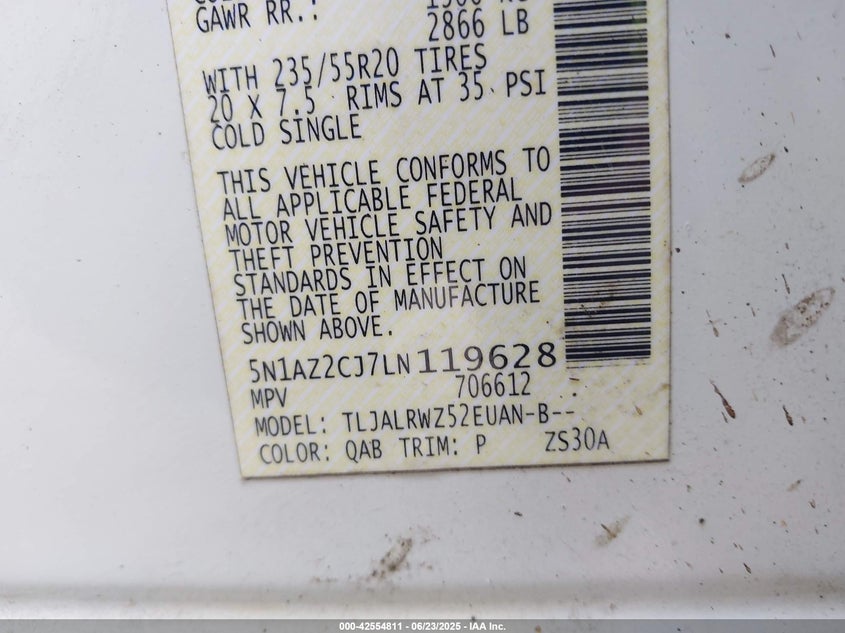 GAWR RR.:
2866 LB
WITH 235/55R20 TIRES
20 X 7.5 RIMS AT 35 PSI
COLD SINGLE
THIS VEHICLE CONFORMS TO
ALL APPLICABLE FEDERAL
MOTOR VEHICLE SAFETY AND
THEFT PREVENTION
STANDARDS IN EFFECT ON
THE DATE OF MANUFACTURE
SHOWN ABOVE.
5N1AZ2CJ7LN119628
MPV 706612
MODEL: TLJALRWZ52EUAN-B--
COLOR: QAB TRIM: P ZS30A
000-42554811 - 06/23/2025 - IAA Inc.